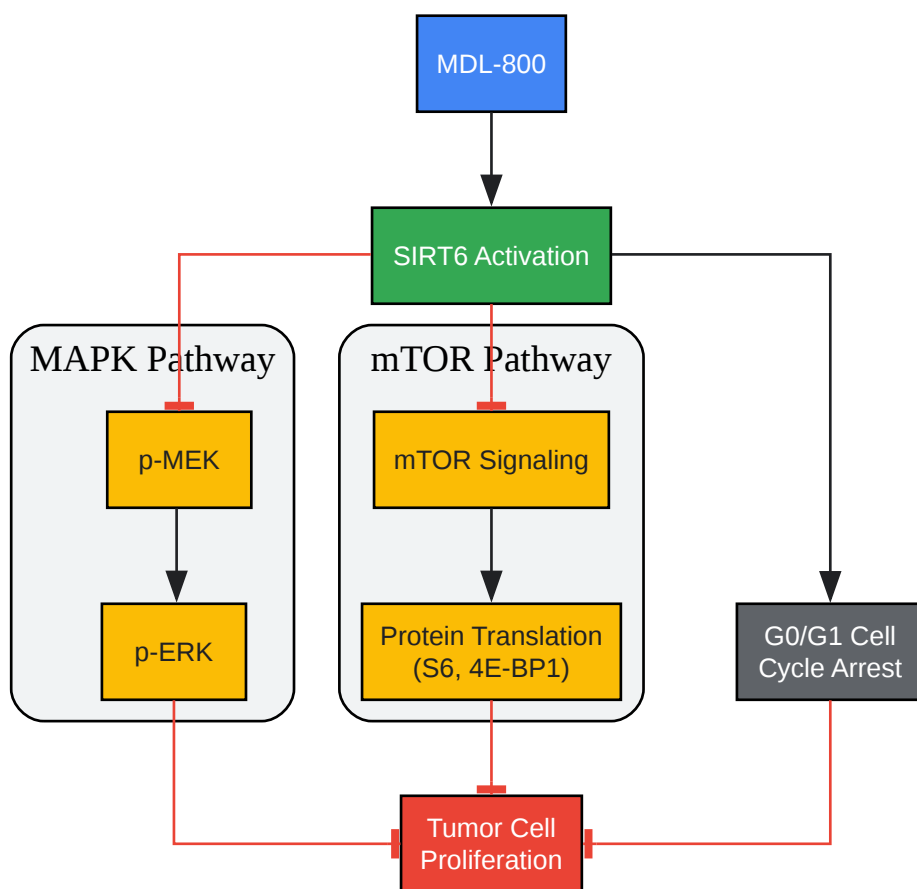 MDL-800
SIRT6 Activation
MAPK Pathway
mTOR Pathway
p-MEK
mTOR Signaling
p-ERK
Protein Translation
(S6, 4E-BP1)
G0/G1 Cell
Cycle Arrest
Tumor Cell
Proliferation